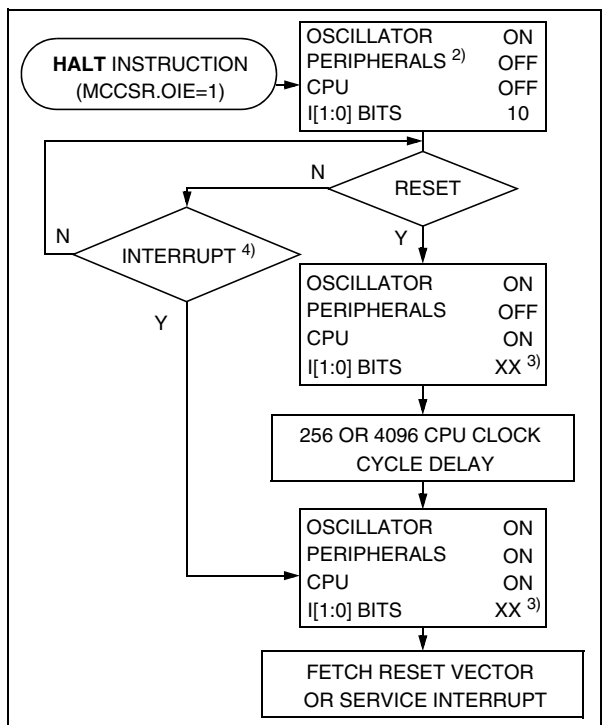 HALT INSTRUCTION
(MCCSR.OIE=1)
OSCILLATOR ON
PERIPHERALS 2) OFF
CPU OFF
I[1:0] BITS 10
N
RESET
N
INTERRUPT 4)
Y
Y
OSCILLATOR ON
PERIPHERALS OFF
CPU ON
I[1:0] BITS XX 3)
256 OR 4096 CPU CLOCK
CYCLE DELAY
OSCILLATOR ON
PERIPHERALS ON
CPU ON
I[1:0] BITS XX 3)
FETCH RESET VECTOR
OR SERVICE INTERRUPT